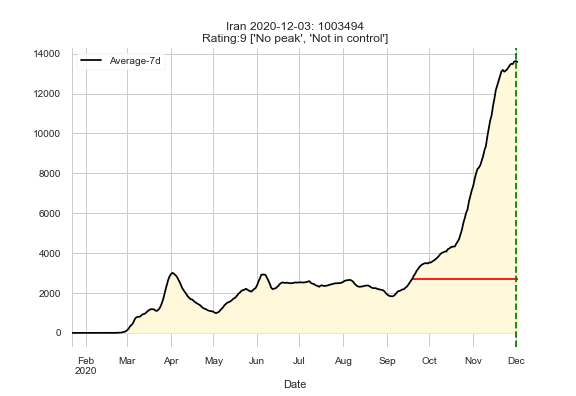 Iran 2020-12-03: 1003494
Rating:9 ['No peak', 'Not in control']
Average-7d
14000
12000
10000
8000
6000
4000
2000
0
Feb Mar Apr May Jun Jul Aug Sep Oct Nov Dec
2020
Date